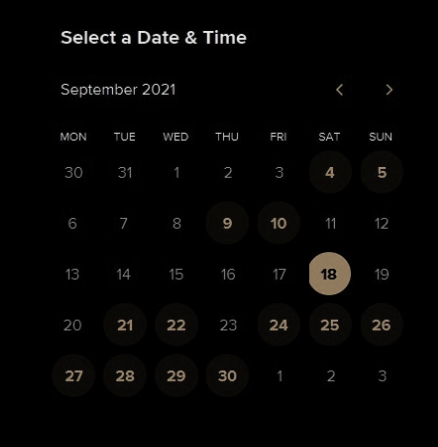 Select a Date & Time
September 2021 < >
MON TUE WED THU FRI SAT SUN
30 31 1 2 3 4 5
6 7 8 9 10 11 12
13 14 15 16 17 18 19
20 21 22 23 24 25 26
27 28 29 30 1 2 3